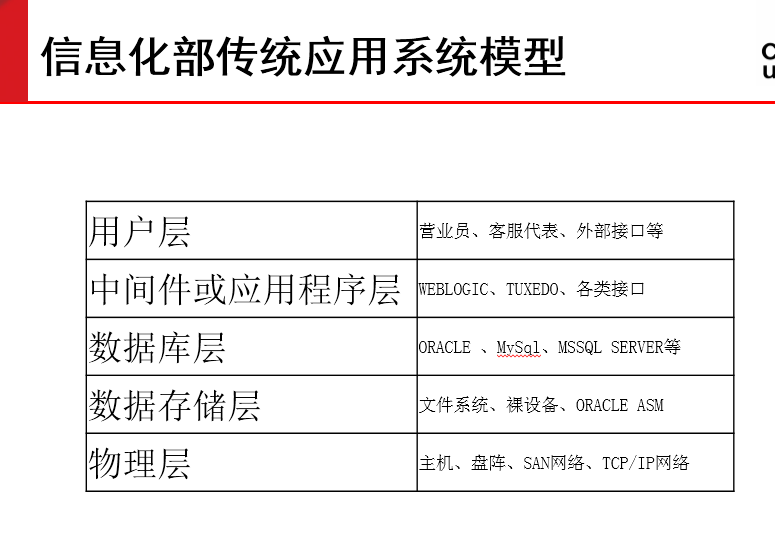 信息化部传统应用系统模型
用户层 营业员、客服代表、外部接口等
中间件或应用程序层 WEBLOGIC、TUXEDO、各类接口
数据库层 ORACLE 、MySql、MSSQL SERVER等
数据存储层 文件系统、裸设备、ORACLE ASM
物理层 主机、盘阵、SAN网络、TCP/IP网络